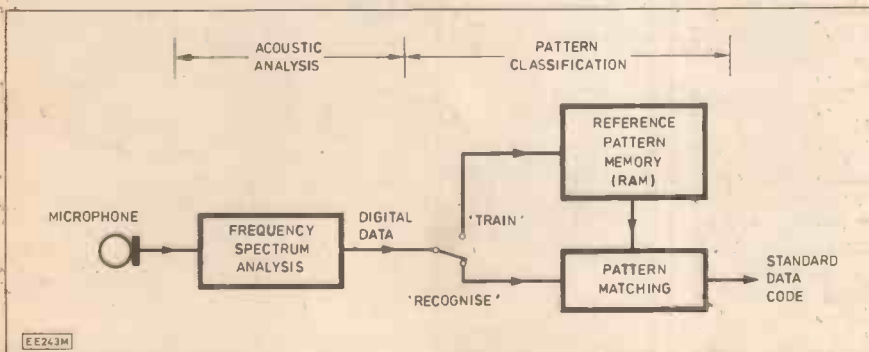 ACOUSTIC
ANALYSIS
PATTERN
CLASSIFICATION
REFERENCE
PATTERN
MEMORY
(RAM)
MICROPHONE
FREQUENCY
SPECTRUM
ANALYSIS
DIGITAL
DATA
'TRAIN'
'RECOGNISE'
PATTERN
MATCHING
STANDARD
DATA
CODE
EE243M